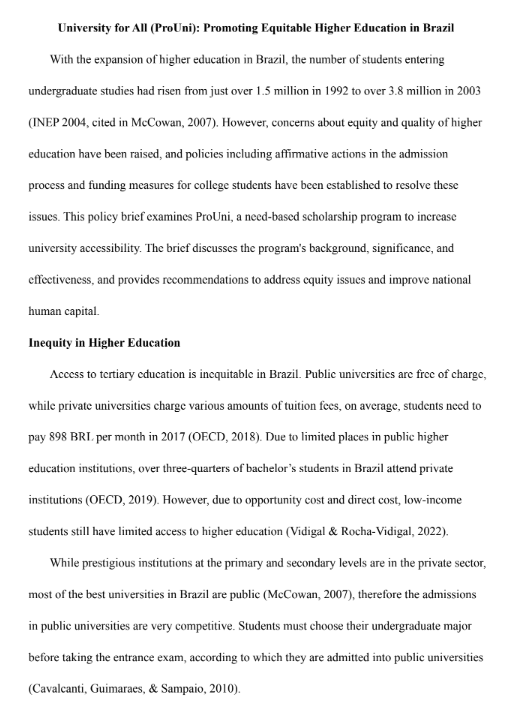 University for All (ProUni): Promoting Equitable Higher Education in Brazil
With the expansion of higher education in Brazil, the number of students entering
undergraduate studies had risen from just over 1.5 million in 1992 to over 3.8 million in 2003
(INEP 2004, cited in McCowan, 2007). However, concerns about equity and quality of higher
education have been raised, and policies including affirmative actions in the admission
process and funding measures for college students have been established to resolve these
issues. This policy brief examines ProUni, a need-based scholarship program to increase
university accessibility. The brief discusses the program's background, significance, and
effectiveness, and provides recommendations to address equity issues and improve national
human capital.
Inequity in Higher Education
Access to tertiary education is inequitable in Brazil. Public universities are free of charge,
while private universities charge various amounts of tuition fees, on average, students need to
pay 898 BRL per month in 2017 (OECD, 2018). Due to limited places in public higher
education institutions, over three-quarters of bachelor’s students in Brazil attend private
institutions (OECD, 2019). However, due to opportunity cost and direct cost, low-income
students still have limited access to higher education (Vidigal & Rocha-Vidigal, 2022).
While prestigious institutions at the primary and secondary levels are in the private sector,
most of the best universities in Brazil are public (McCowan, 2007), therefore the admissions
in public universities are very competitive. Students must choose their undergraduate major
before taking the entrance exam, according to which they are admitted into public universities
(Cavalcanti, Guimaraes, & Sampaio, 2010).